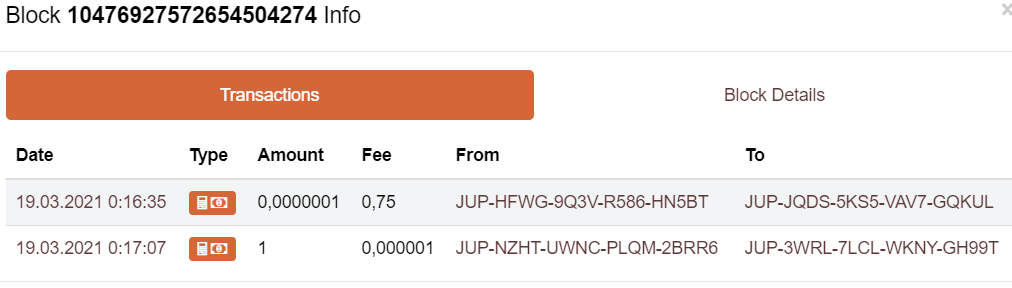 Block 10476927572654504274 Info
×
Transactions Block Details
Date Type Amount Fee From To
19.03.2021 0:16:35 0,0000001 0,75 JUP-HFWG-9Q3V-R586-HN5BT JUP-JQDS-5KS5-VAV7-GQKUL
19.03.2021 0:17:07 1 0,000001 JUP-NZHT-UWNC-PLQM-2BRR6 JUP-3WRL-7LCL-WKNY-GH99T